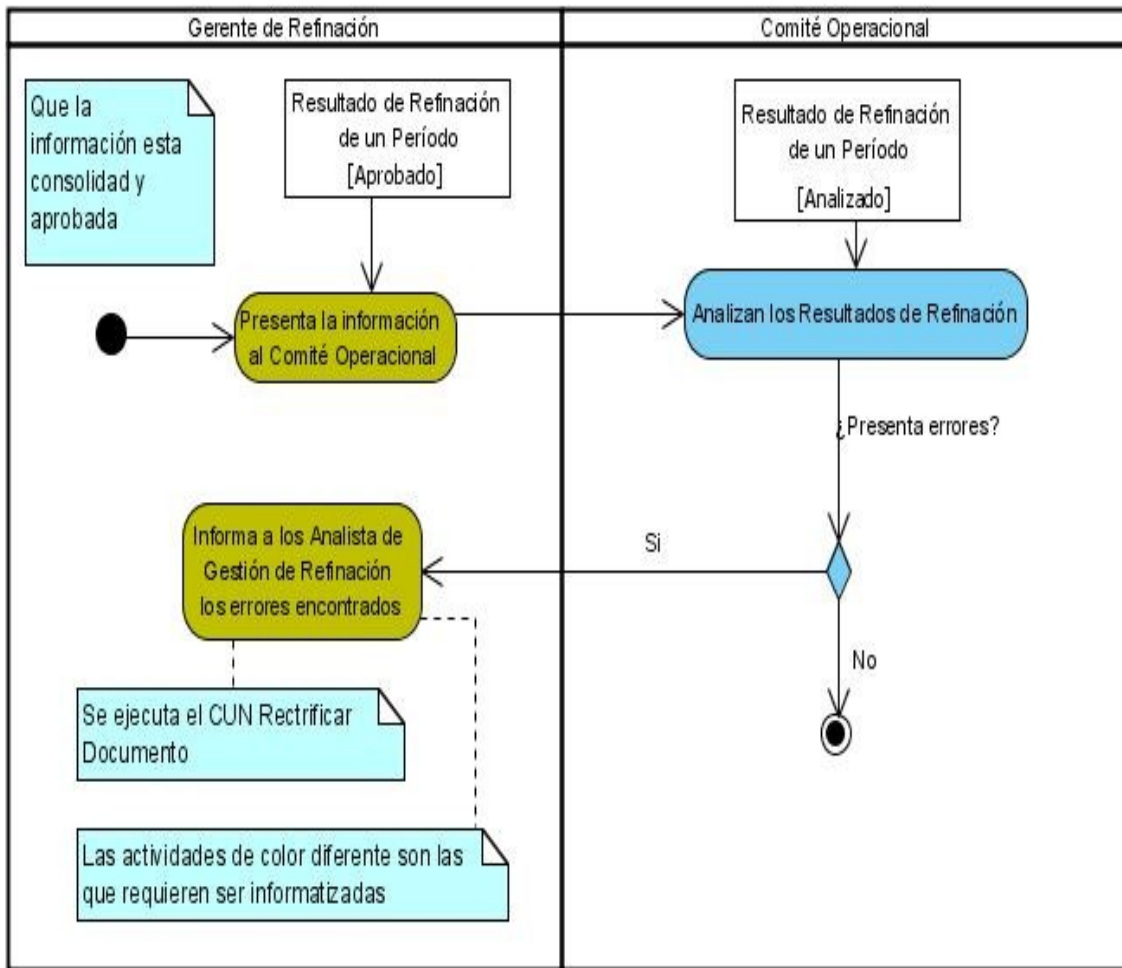 Gerente de Refinación
Comité Operacional
Que la
información esta
consolidad y
aprobada
Resultado de Refinación
de un Período
[Aprobado]
Resultado de Refinación
de un Período
[Analizado]
Presenta la información
al Comité Operacional
Analizan los Resultados de Refinación
¿Presenta errores?
Informa a los Analista de
Gestión de Refinación
los errores encontrados
Si
No
Se ejecuta el CUN Rectrificar
Documento
Las actividades de color diferente son las
que requieren ser informatizadas